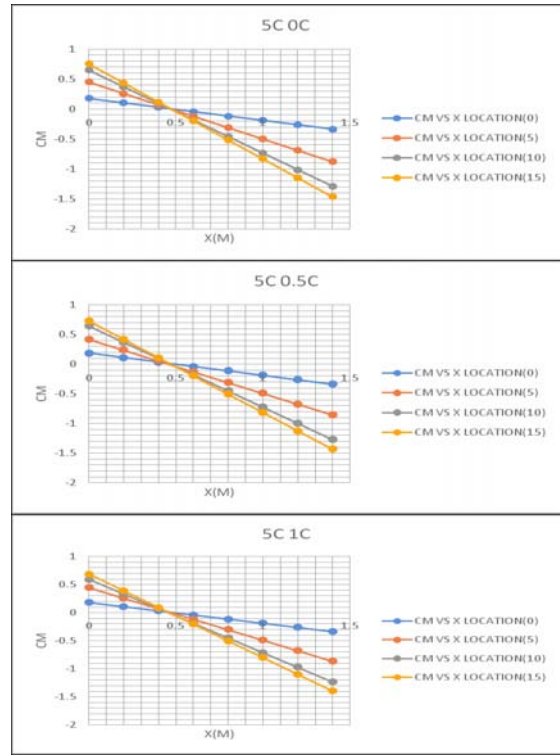 5C 0C
1
0.5
0
-0.5
-1
-1.5
-2
0 0.5 1 1.5
CM
X(M)
CM VS X LOCATION(0)
CM VS X LOCATION(5)
CM VS X LOCATION(10)
CM VS X LOCATION(15)
5C 0.5C
1
0.5
0
-0.5
-1
-1.5
-2
0 0.5 1 1.5
CM
X(M)
CM VS X LOCATION(0)
CM VS X LOCATION(5)
CM VS X LOCATION(10)
CM VS X LOCATION(15)
5C 1C
1
0.5
0
-0.5
-1
-1.5
-2
0 0.5 1 1.5
CM
X(M)
CM VS X LOCATION(0)
CM VS X LOCATION(5)
CM VS X LOCATION(10)
CM VS X LOCATION(15)